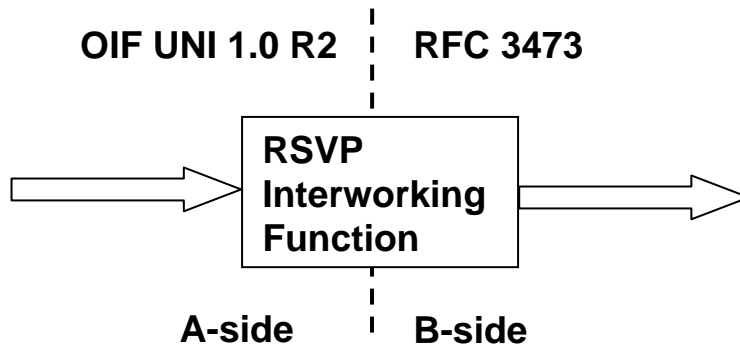 OIF UNI 1.0 R2
RFC 3473
RSVP
Interworking
Function
A-side
B-side